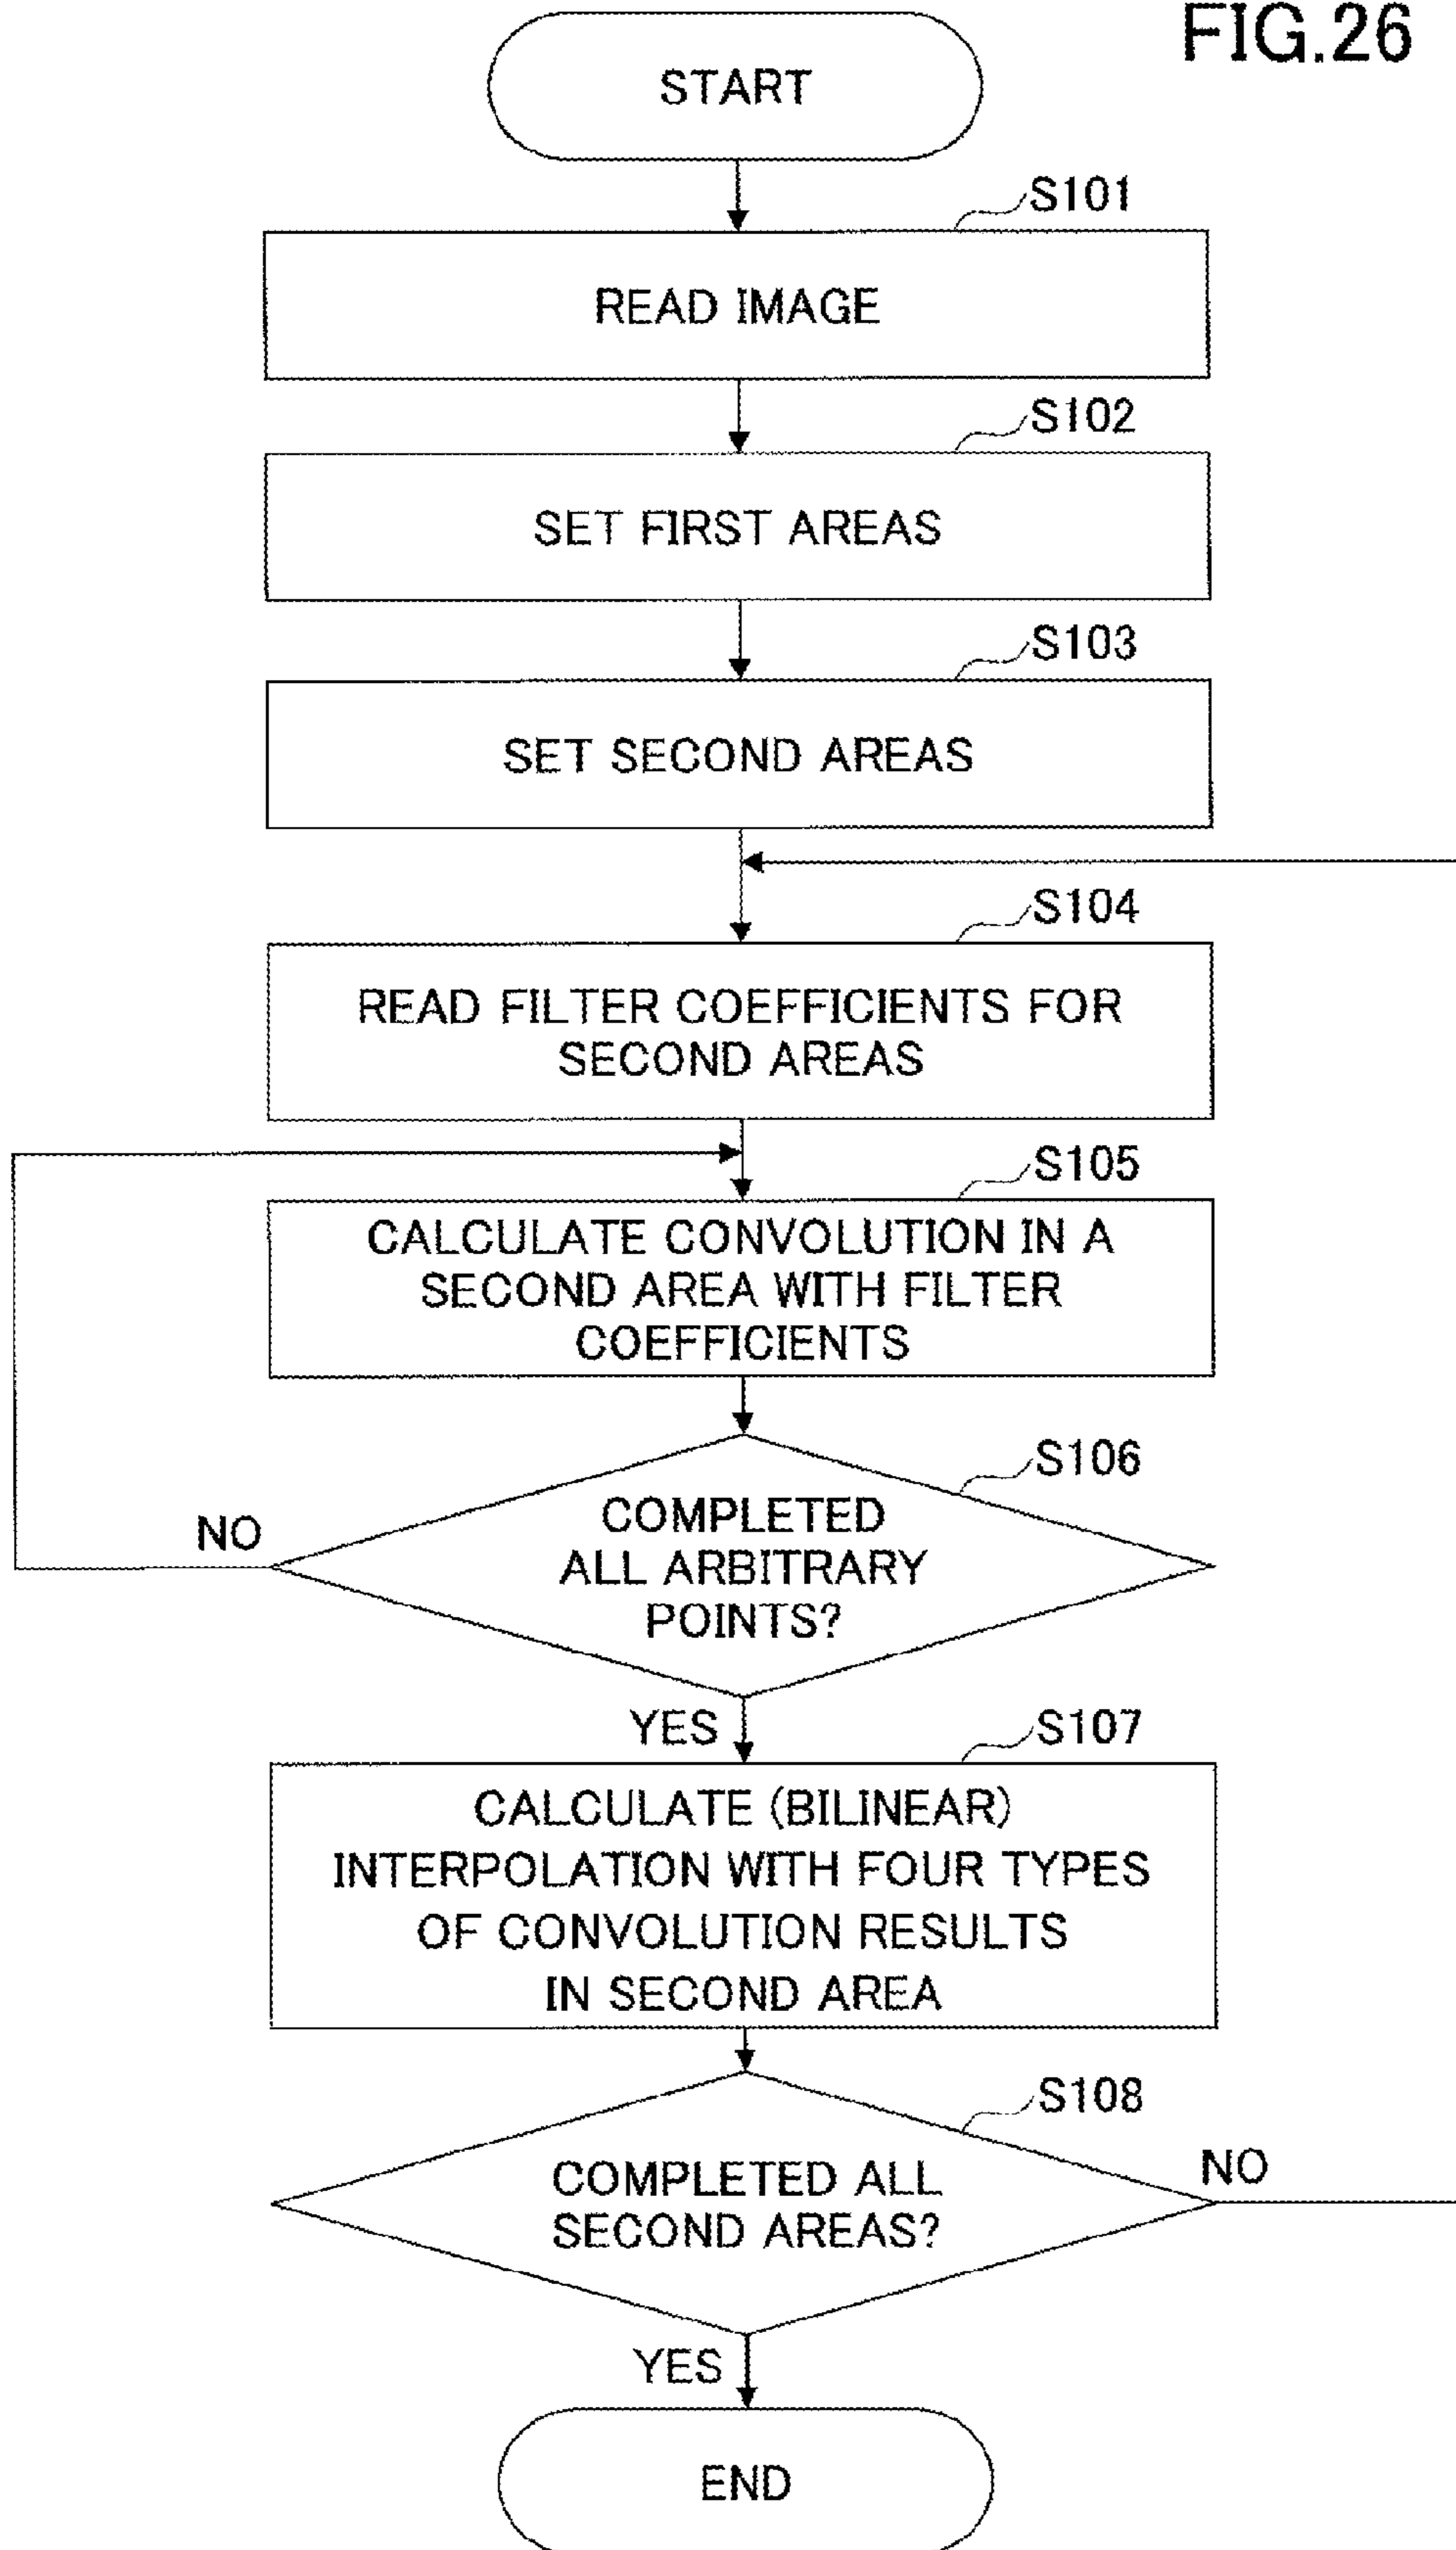 FIG.26
START
S101
READ IMAGE
S102
SET FIRST AREAS
S103
SET SECOND AREAS
S104
READ FILTER COEFFICIENTS FOR
SECOND AREAS
S105
CALCULATE CONVOLUTION IN A
SECOND AREA WITH FILTER
COEFFICIENTS
S106
COMPLETED
ALL ARBITRARY
POINTS?
NO
YES
S107
CALCULATE (BILINEAR)
INTERPOLATION WITH FOUR TYPES
OF CONVOLUTION RESULTS
IN SECOND AREA
S108
COMPLETED ALL
SECOND AREAS?
NO
YES
END